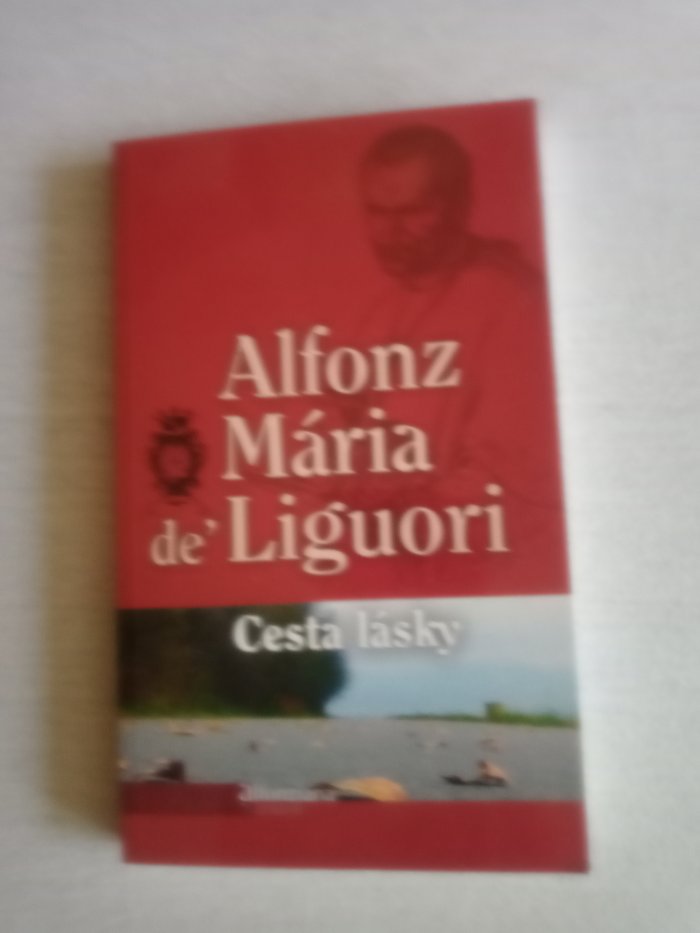 Alfonz
Mária
de' Liguori
Cesta lásky